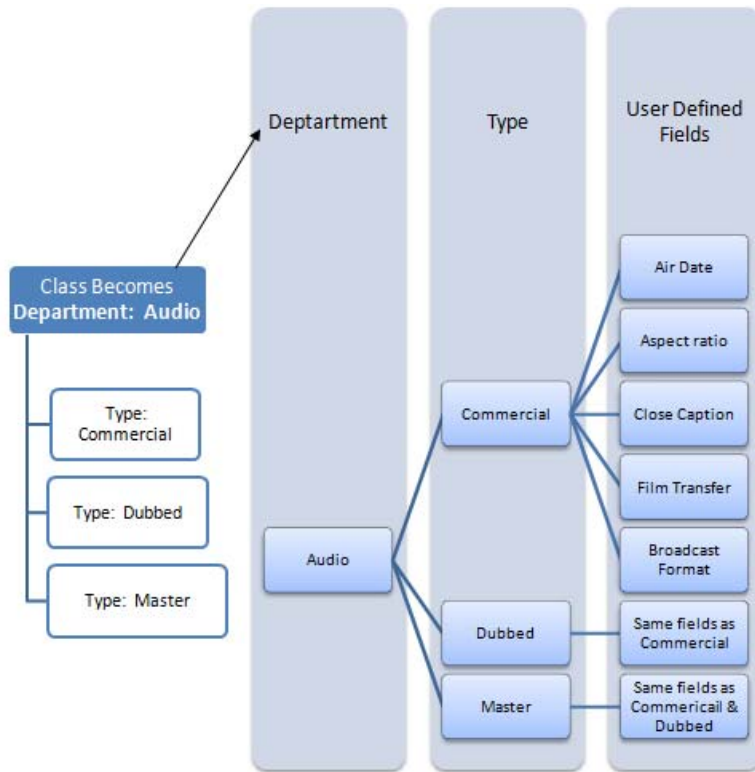 Deptartment
Type
User Defined
Fields
Class Becomes
Department: Audio
Type:
Commercial
Type: Dubbed
Type: Master
Audio
Commercial
Dubbed
Master
Air Date
Aspect ratio
Close Caption
Film Transfer
Broadcast
Format
Same fields as
Commercial
Same fields as
Commericail &
Dubbed